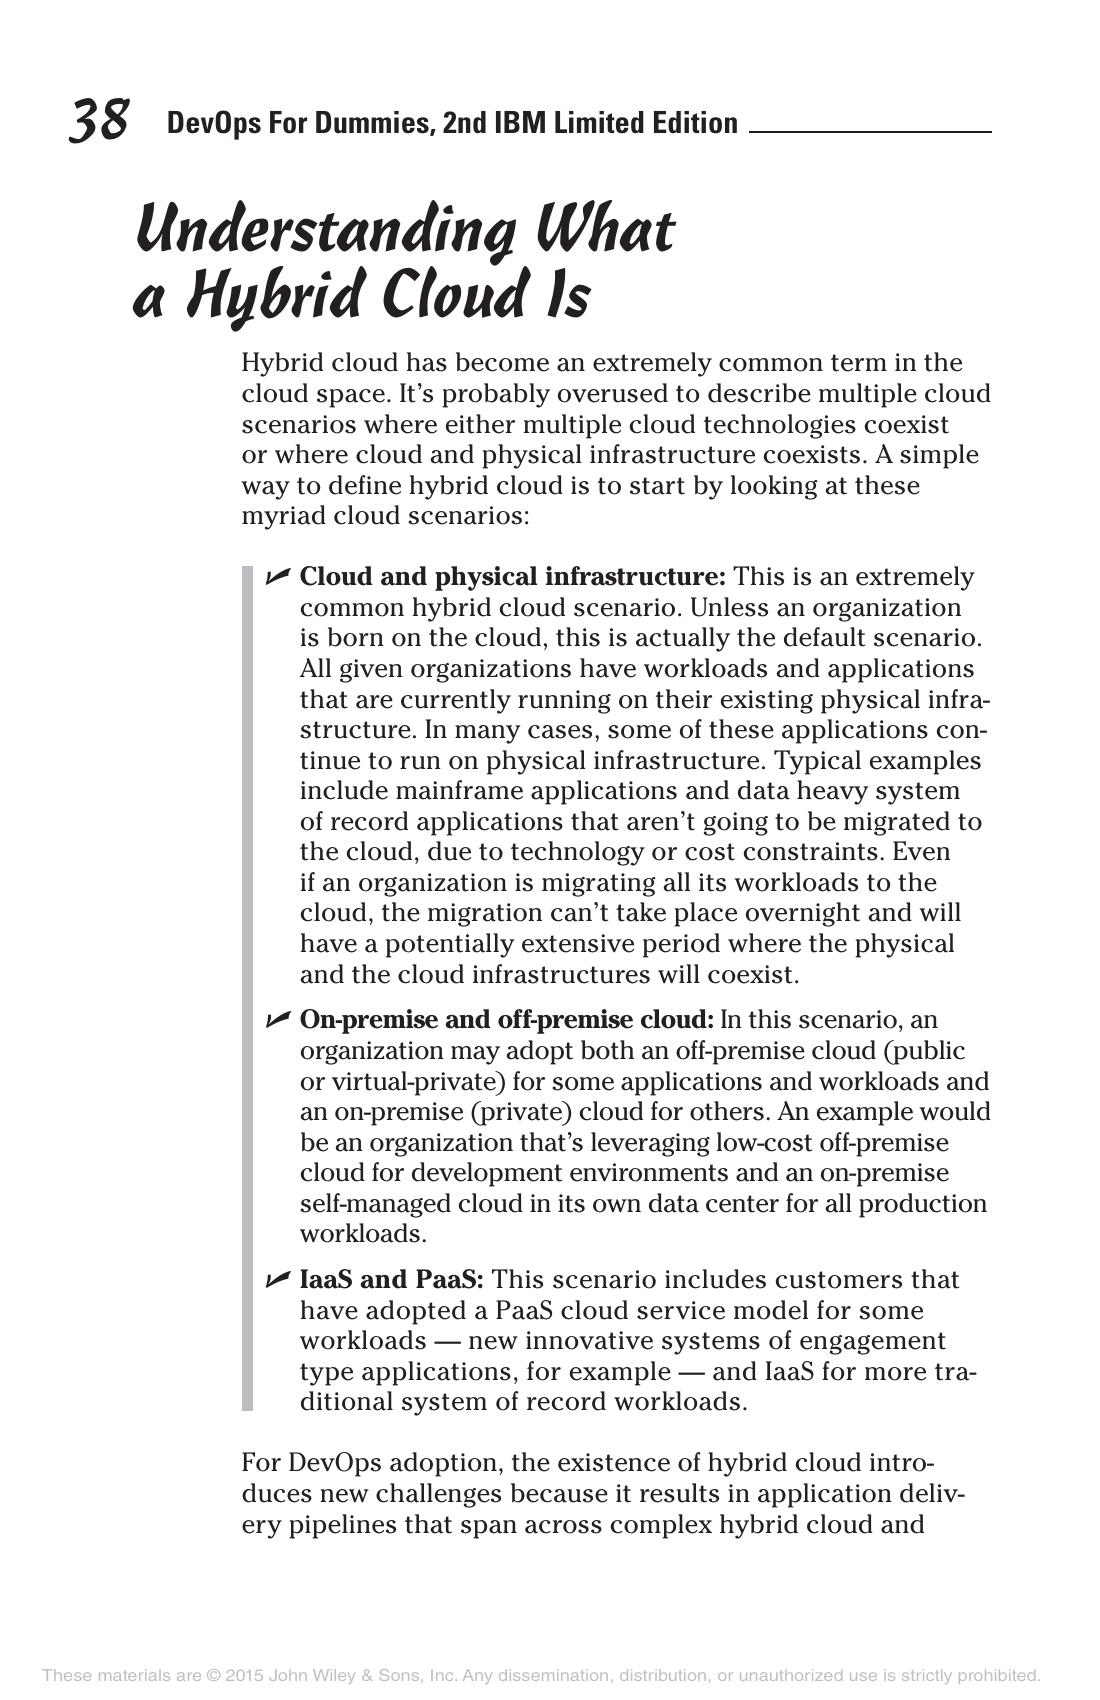 38 DevOps For Dummies, 2nd IBM Limited Edition
Understanding What
a Hybrid Cloud Is
Hybrid cloud has become an extremely common term in the
cloud space. It’s probably overused to describe multiple cloud
scenarios where either multiple cloud technologies coexist
or where cloud and physical infrastructure coexists. A simple
way to define hybrid cloud is to start by looking at these
myriad cloud scenarios:
✓ Cloud and physical infrastructure: This is an extremely
common hybrid cloud scenario. Unless an organization
is born on the cloud, this is actually the default scenario.
All given organizations have workloads and applications
that are currently running on their existing physical infra-
structure. In many cases, some of these applications con-
tinue to run on physical infrastructure. Typical examples
include mainframe applications and data heavy system
of record applications that aren’t going to be migrated to
the cloud, due to technology or cost constraints. Even
if an organization is migrating all its workloads to the
cloud, the migration can’t take place overnight and will
have a potentially extensive period where the physical
and the cloud infrastructures will coexist.
✓ On-premise and off-premise cloud: In this scenario, an
organization may adopt both an off-premise cloud (public
or virtual-private) for some applications and workloads and
an on-premise (private) cloud for others. An example would
be an organization that’s leveraging low-cost off-premise
cloud for development environments and an on-premise
self-managed cloud in its own data center for all production
workloads.
✓ IaaS and PaaS: This scenario includes customers that
have adopted a PaaS cloud service model for some
workloads — new innovative systems of engagement
type applications, for example — and IaaS for more tra-
ditional system of record workloads.
For DevOps adoption, the existence of hybrid cloud intro-
duces new challenges because it results in application deliv-
ery pipelines that span across complex hybrid cloud and
These materials are © 2015 John Wiley & Sons, Inc. Any dissemination, distribution, or unauthorized use is strictly prohibited.